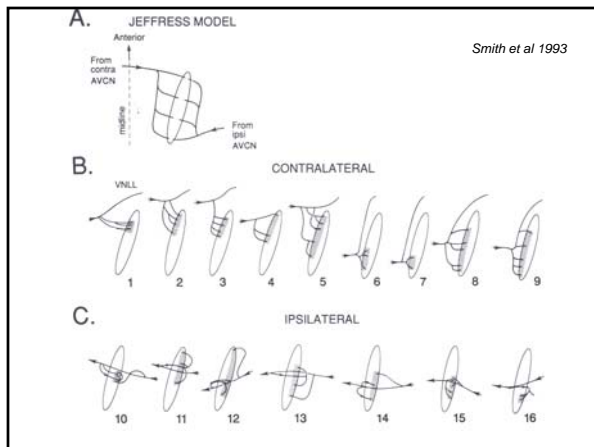 A.
JEFFRESS MODEL
Smith et al 1993
Anterior
From
contra
AVCN
midline
From
ipsi
AVCN
B.
CONTRALATERAL
VNLL
1 2 3 4 5 6 7 8 9
C.
IPSILATERAL
10 11 12 13 14 15 16